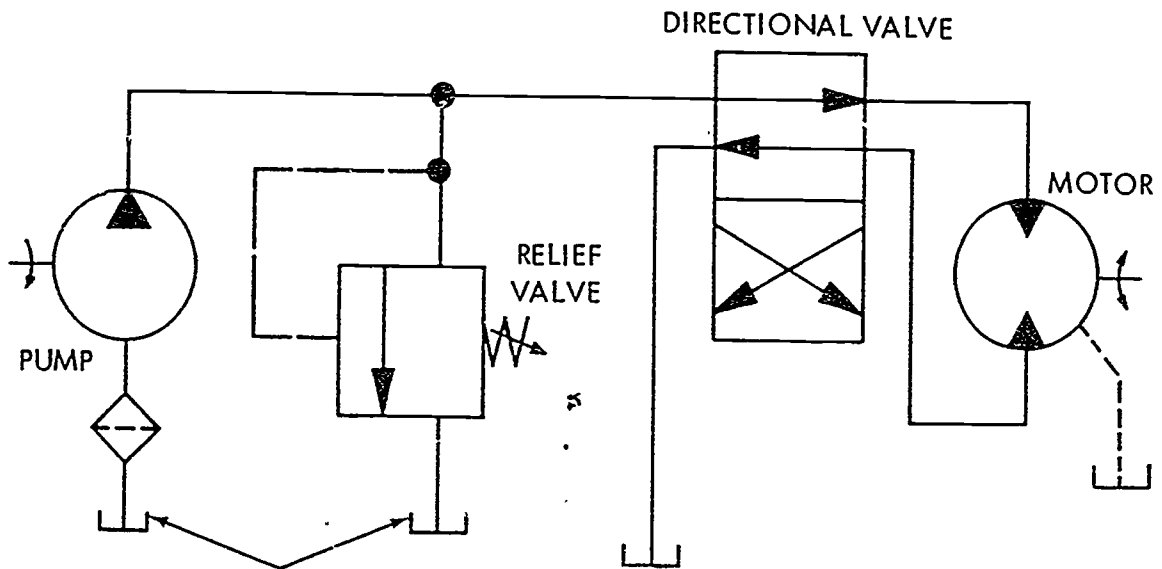 DIRECTIONAL VALVE
MOTOR
RELIEF
VALVE
PUMP